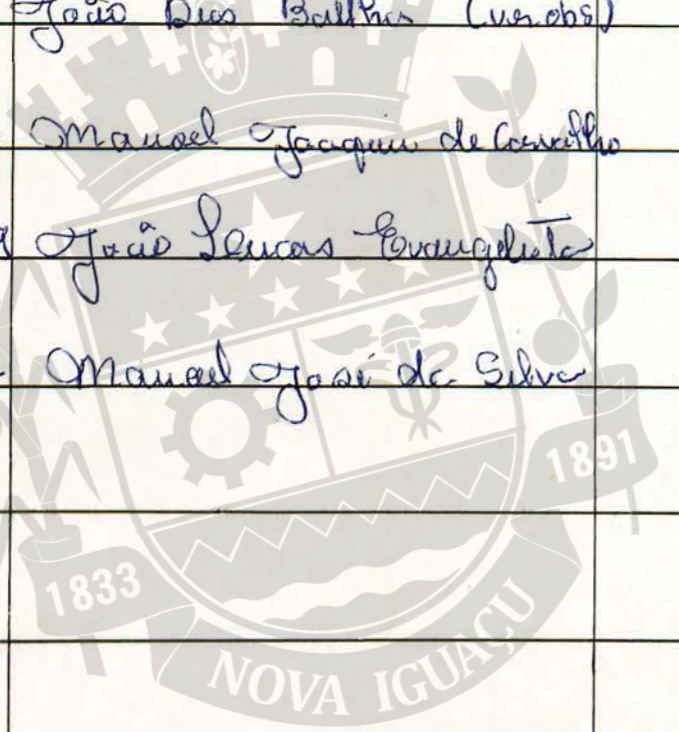 João Dias (ver obs)
Manoel Joaquim de Carvalho
João Lucas Evangelista
Manoel José da Silva
1891
1833
NOVA IGUAÇU